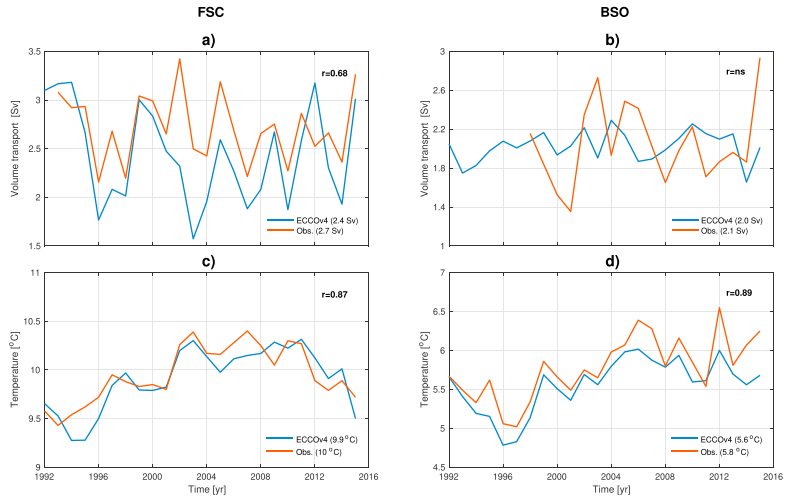 FSC
BSO
a)
3.5
3
2.5
2
1.5
Volume transport [Sv]
r=0.68
ECCOv4 (2.4 Sv)
Obs. (2.7 Sv)
b)
3
2.6
2.2
1.8
1.4
1
Volume transport [Sv]
r=ns
ECCOv4 (2.0 Sv)
Obs. (2.1 Sv)
c)
11
10.5
10
9.5
9
Temperature [°C]
r=0.87
ECCOv4 (9.9°C)
Obs. (10 °C)
1992 1996 2000 2004 2008 2012 2016
Time [yr]
d)
7
6.5
6
5.5
5
4.5
Temperature [°C]
r=0.89
ECCOv4 (5.6°C)
Obs. (5.8 °C)
1992 1996 2000 2004 2008 2012 2016
Time [yr]